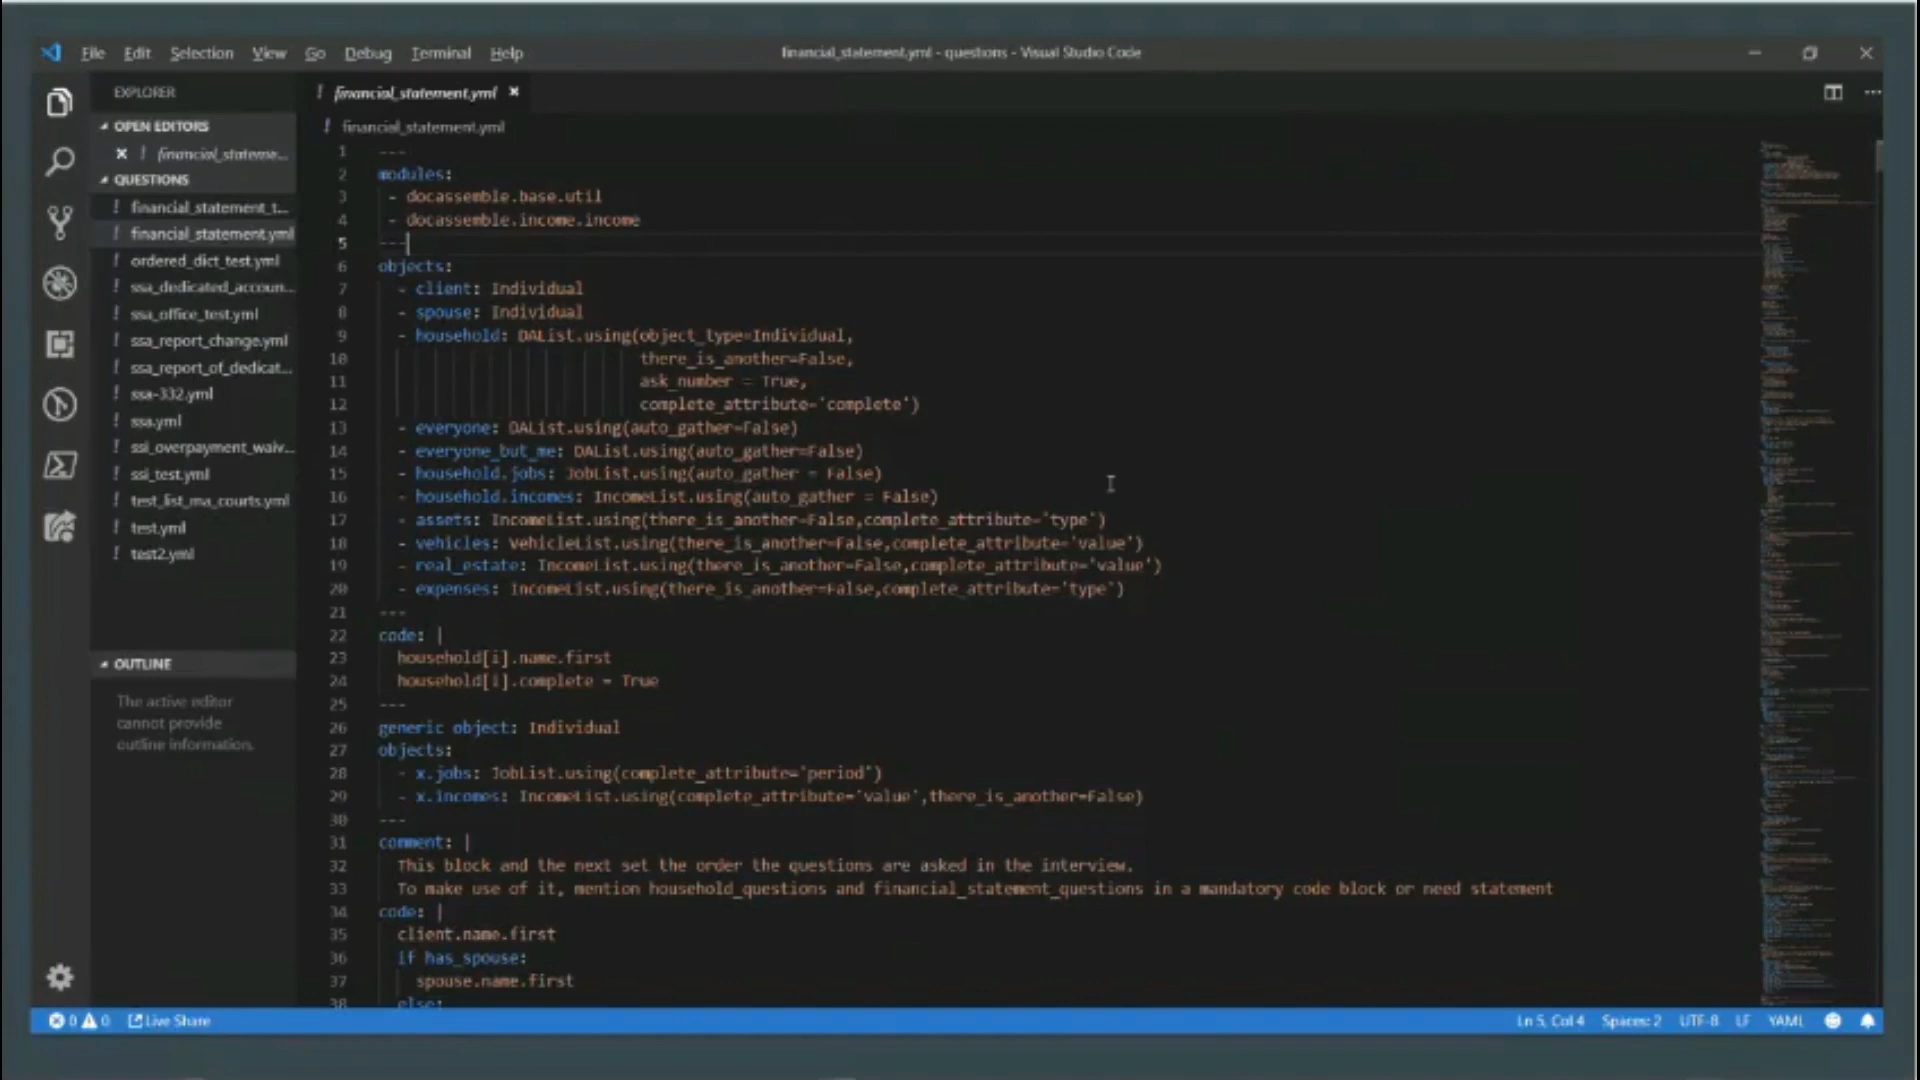 File Edit Selection View Go Debug Terminal Help
financial_statement.yml - questions - Visual Studio Code
EXPLORER
OPEN EDITORS
! financial_stateme...
QUESTIONS
! financial_statement_t...
! financial_statement.yml
! ordered_dict_test.yml
! ssa_dedicated_accoun...
! ssa_office_test.yml
! ssa_report_change.yml
! ssa_report_of_dedicat...
! ssa-332.yml
! ssa.yml
! ssi_overpayment_waiv...
! ssi_test.yml
! test_list_ma_courts.yml
! test.yml
! test2.yml
OUTLINE
The active editor
cannot provide
outline information.
! financial_statement.yml
! financial_statement.yml
1 ---
2 modules:
3 - docassemble.base.util
4 - docassemble.income.income
5 ---
6 objects:
7 - client: Individual
8 - spouse: Individual
9 - household: DAList.using(object_type=Individual,
10 there_is_another=False,
11 ask_number = True,
12 complete_attribute='complete')
13 - everyone: DAList.using(auto_gather=False)
14 - everyone_but_me: DAList.using(auto_gather=False)
15 - household.jobs: JobList.using(auto_gather = False)
16 - household.incomes: IncomeList.using(auto_gather = False)
17 - assets: IncomeList.using(there_is_another=False,complete_attribute='type')
18 - vehicles: VehicleList.using(there_is_another=False,complete_attribute='value')
19 - real_estate: IncomeList.using(there_is_another=False,complete_attribute='value')
20 - expenses: IncomeList.using(there_is_another=False,complete_attribute='type')
21 ---
22 code: |
23 household[i].name.first
24 household[i].complete = True
25 ---
26 generic object: Individual
27 objects:
28 - x.jobs: JobList.using(complete_attribute='period')
29 - x.incomes: IncomeList.using(complete_attribute='value',there_is_another=False)
30 ---
31 comment: |
32 This block and the next set the order the questions are asked in the interview.
33 To make use of it, mention household_questions and financial_statement_questions in a mandatory code block or need statement
34 code: |
35 client.name.first
36 if has_spouse:
37 spouse.name.first
38 else:
0 0 Live Share
Ln 5, Col 4 Spaces: 2 UTF-8 LF YAML